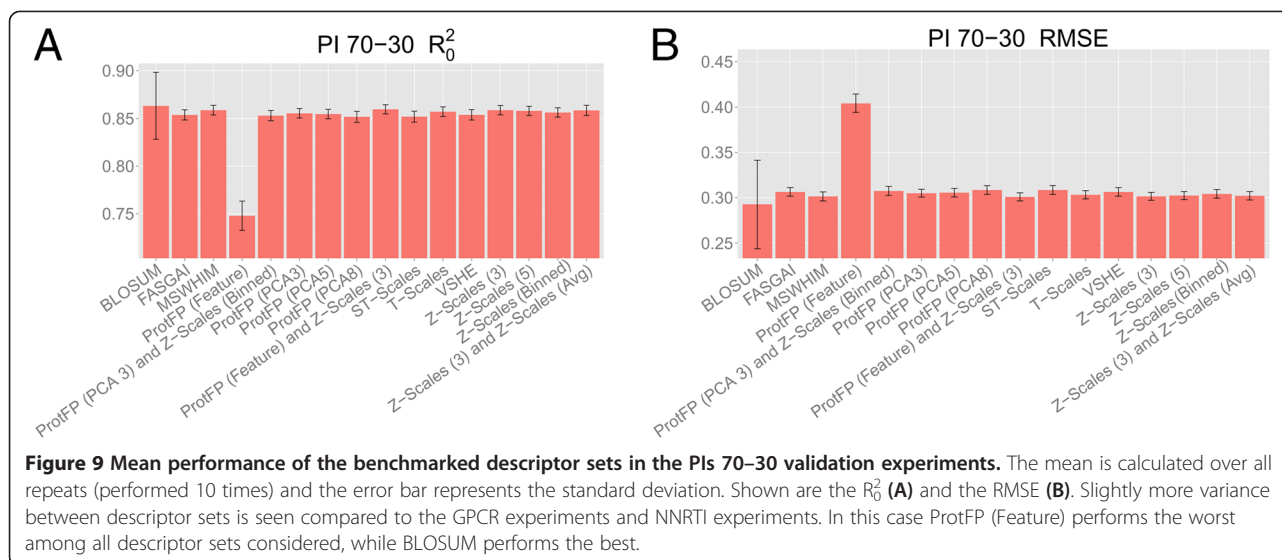 A
PI 70−30 R₀²
0.90
0.85
0.80
0.75
BLOSUM
FASGAI
MSWHIM
ProtFP (Feature)
ProtFP (PCA 3) and Z−Scales (Binned)
ProtFP (PCA3)
ProtFP (PCA5)
ProtFP (PCA8)
ProtFP (Feature) and Z−Scales (3)
ST−Scales
T−Scales
VSHE
Z−Scales (3)
Z−Scales (5)
Z−Scales (Binned)
Z−Scales (3) and Z−Scales (Avg)
B
PI 70−30 RMSE
0.45
0.40
0.35
0.30
0.25
BLOSUM
FASGAI
MSWHIM
ProtFP (Feature)
ProtFP (PCA 3) and Z−Scales (Binned)
ProtFP (PCA3)
ProtFP (PCA5)
ProtFP (PCA8)
ProtFP (Feature) and Z−Scales (3)
ST−Scales
T−Scales
VSHE
Z−Scales (3)
Z−Scales (5)
Z−Scales (Binned)
Z−Scales (3) and Z−Scales (Avg)
Figure 9 Mean performance of the benchmarked descriptor sets in the PIs 70–30 validation experiments. The mean is calculated over all
repeats (performed 10 times) and the error bar represents the standard deviation. Shown are the R₀² (A) and the RMSE (B). Slightly more variance
between descriptor sets is seen compared to the GPCR experiments and NNRTI experiments. In this case ProtFP (Feature) performs the worst
among all descriptor sets considered, while BLOSUM performs the best.